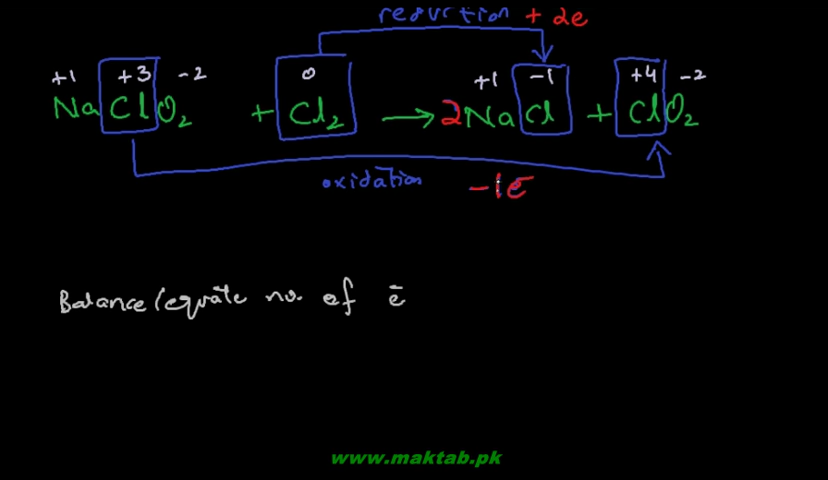 reduction + 2e
+1 +3 -2 0 +1 -1 +4 -2
NaClO₂ + Cl₂ → 2NaCl + ClO₂
oxidation -1e⁻
Balance/equate no. of ē
www.maktab.pk